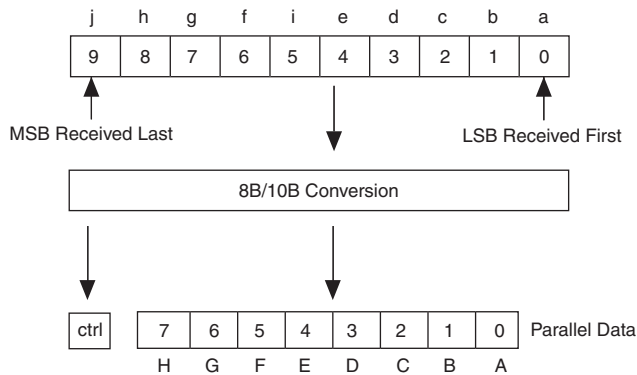 j h g f i e d c b a
9 8 7 6 5 4 3 2 1 0
MSB Received Last LSB Received First
8B/10B Conversion
ctrl 7 6 5 4 3 2 1 0 Parallel Data
H G F E D C B A